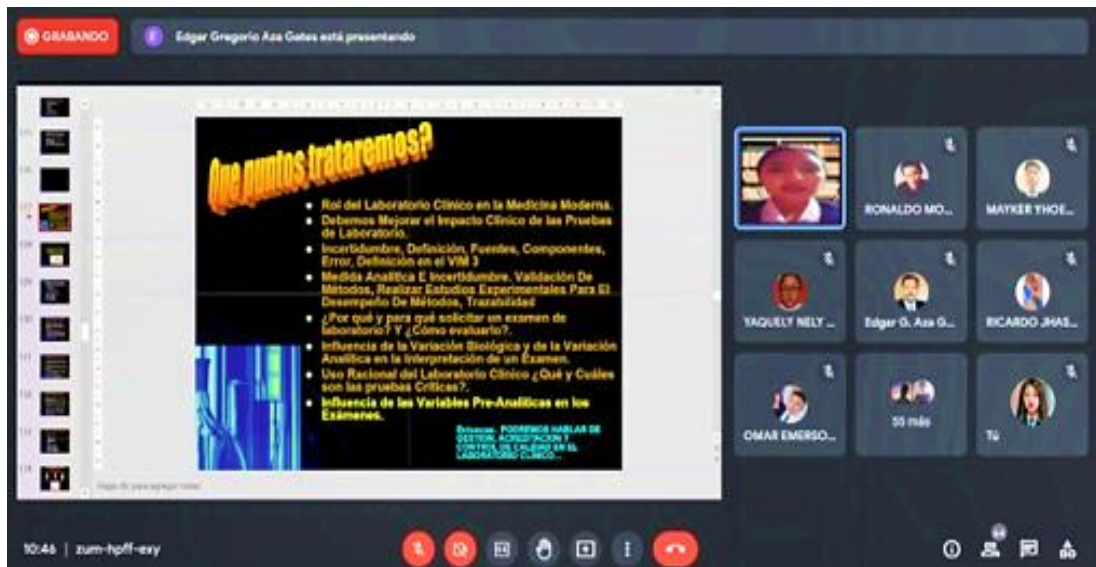 GRABANDO
E Edgar Gregorio Aza Gates está presentando
Que puntos trataremos?
• Rol del Laboratorio Clínico en la Medicina Moderna.
• Debemos Mejorar el Impacto Clínico de las Pruebas
de Laboratorio.
• Incertidumbre, Definición, Fuentes, Componentes,
Error, Definición en el VIM 3
• Medida Analítica E Incertidumbre, Validación De
Métodos, Realizar Estudios Experimentales Para El
Desempeño De Métodos, Trazabilidad
• ¿Por qué y para qué solicitar un examen de
laboratorio? Y ¿Cómo evaluarlo?.
• Influencia de la Variación Biológica y de la Variación
Analítica en la Interpretación de un Examen.
• Uso Racional del Laboratorio Clínico ¿Qué y Cuáles
son las pruebas Críticas?.
• Influencia de las Variables Pre-Analíticas en los
Exámenes.
PODREMOS HABLAR DE
GESTION, ACREDITACION Y
CONTROL DE CALIDAD EN EL
LABORATORIO CLINICO...
Haga clic para agregar notas
RONALDO MO...
MAYKER YHOE...
YAQUELY NELY ...
Edgar G. Aza G...
RICARDO JHAS...
OMAR EMERSO...
55 más
Tú
10:46 | zum-hpff-exy